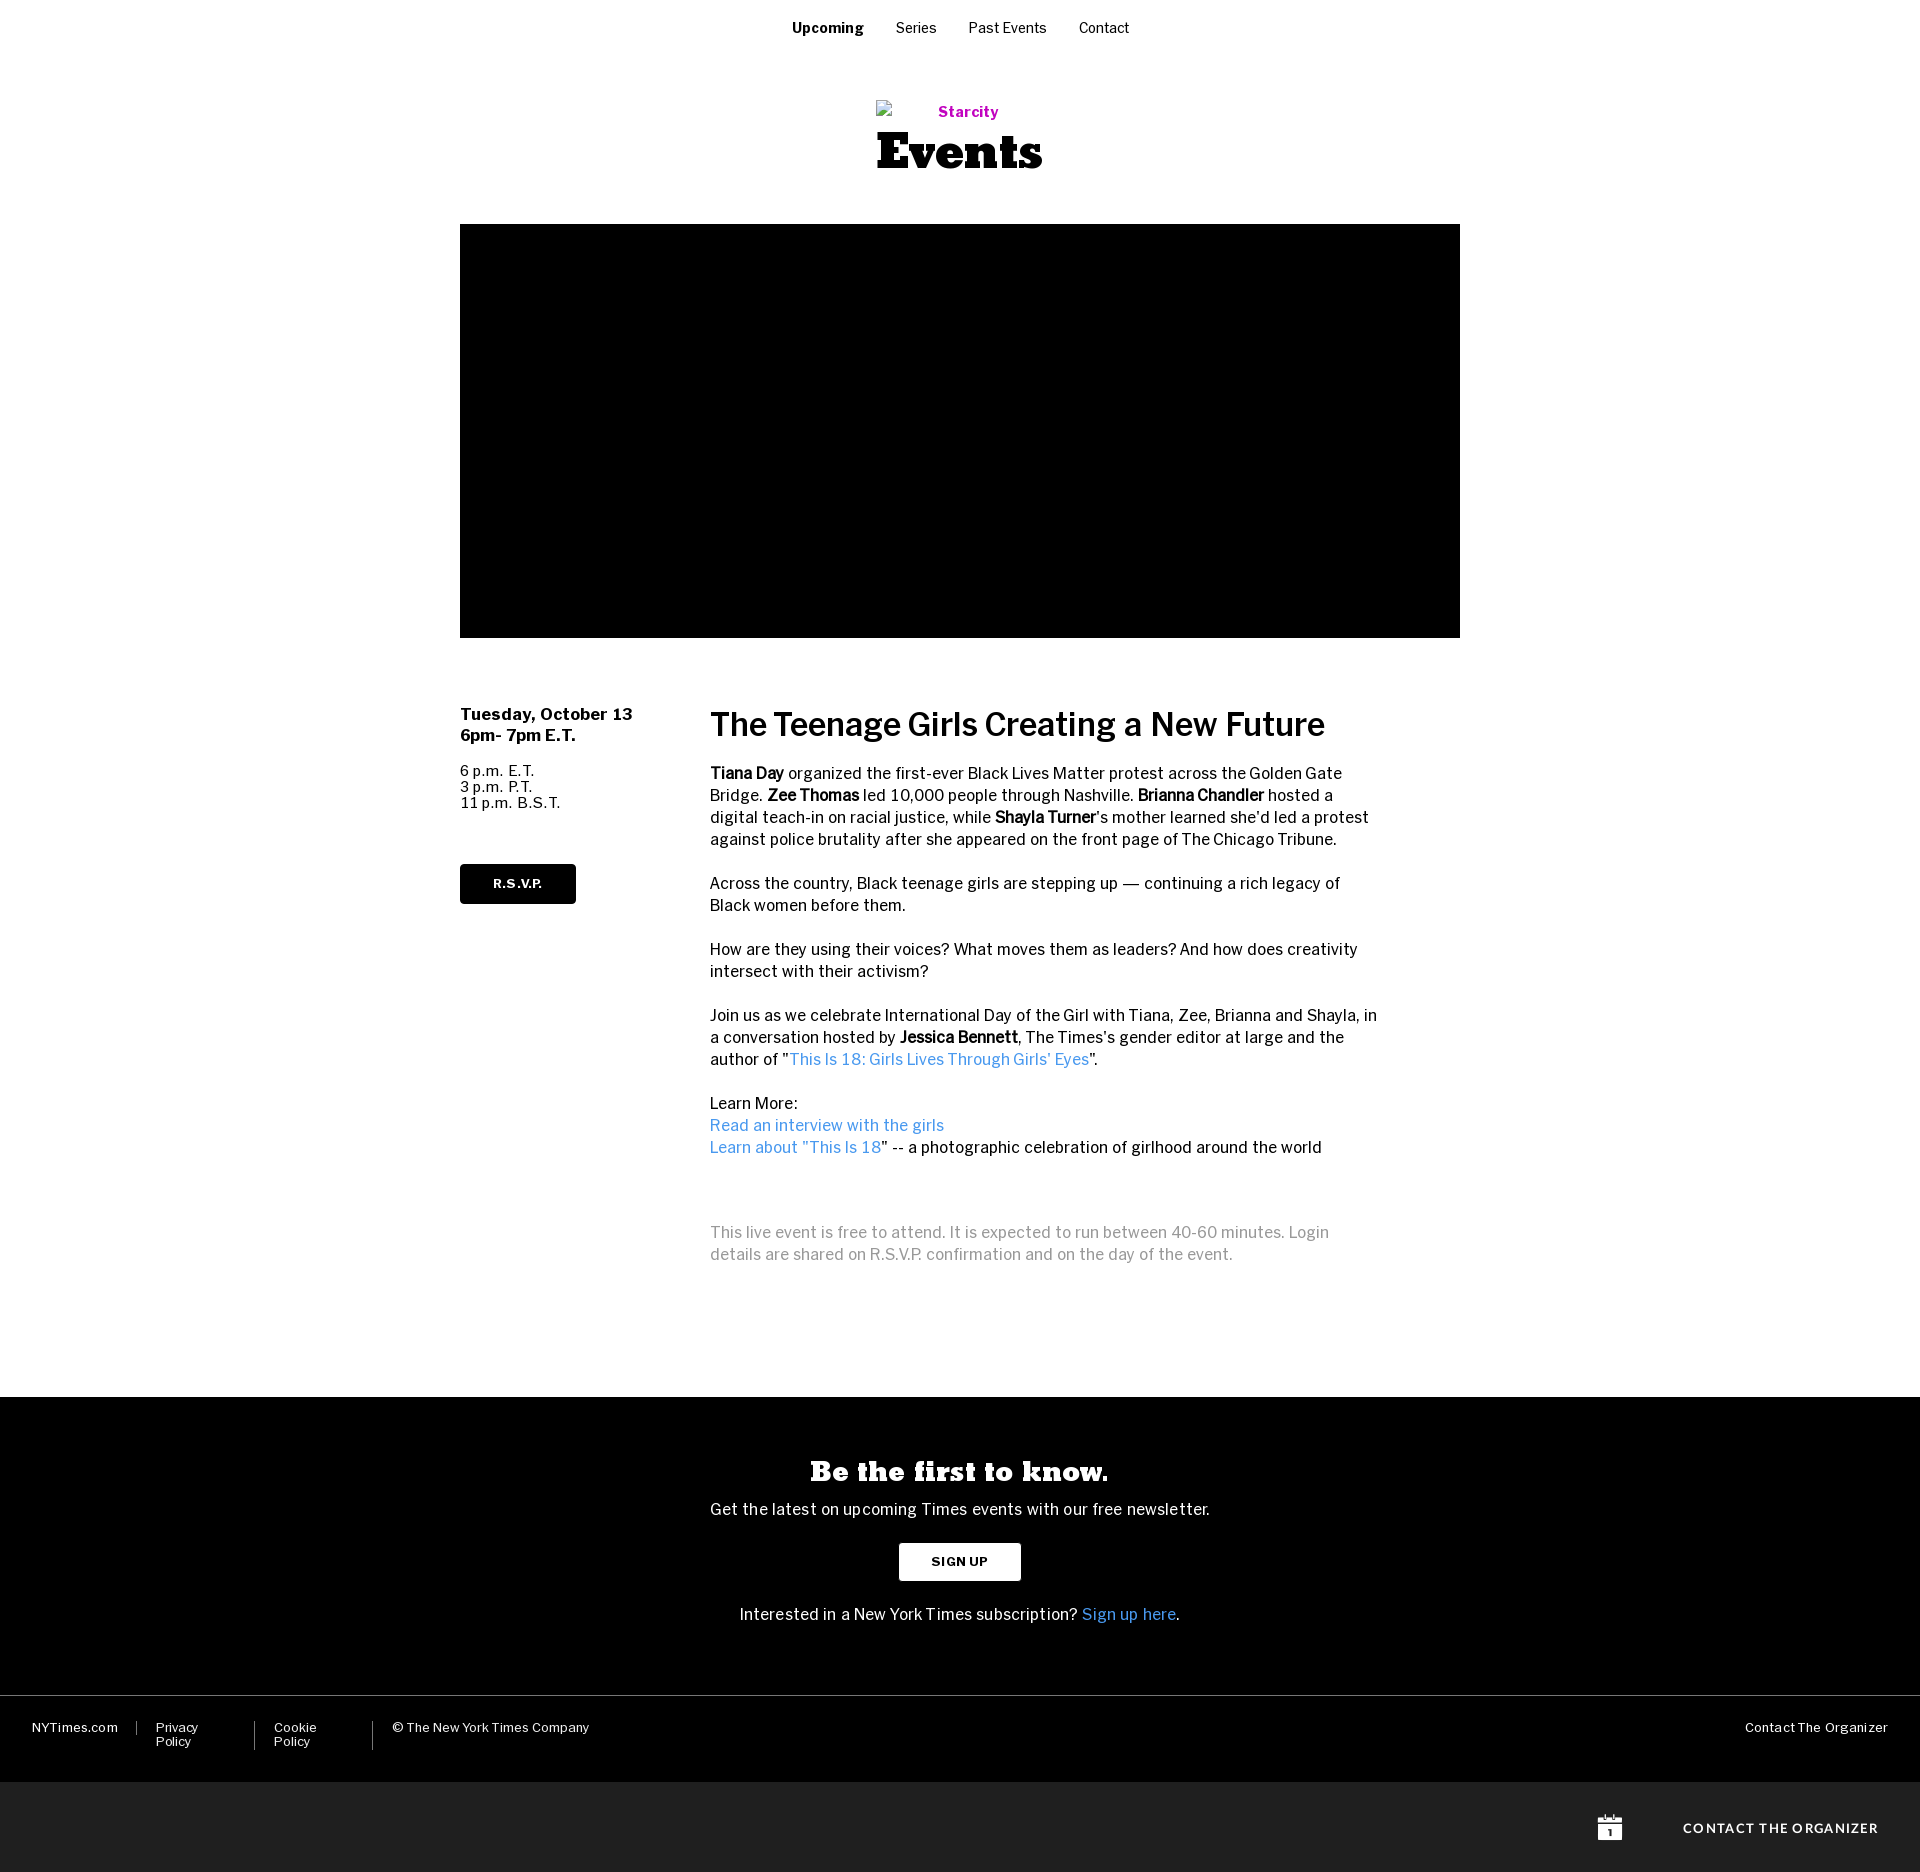 Upcoming Series Past Events Contact
Starcity
Events
Tuesday, October 13
6pm- 7pm E.T.
6 p.m. E.T.
3 p.m. P.T.
11 p.m. B.S.T.
R.S.V.P.
The Teenage Girls Creating a New Future
Tiana Day organized the first-ever Black Lives Matter protest across the Golden Gate
Bridge. Zee Thomas led 10,000 people through Nashville. Brianna Chandler hosted a
digital teach-in on racial justice, while Shayla Turner's mother learned she'd led a protest
against police brutality after she appeared on the front page of The Chicago Tribune.
Across the country, Black teenage girls are stepping up — continuing a rich legacy of
Black women before them.
How are they using their voices? What moves them as leaders? And how does creativity
intersect with their activism?
Join us as we celebrate International Day of the Girl with Tiana, Zee, Brianna and Shayla, in
a conversation hosted by Jessica Bennett, The Times's gender editor at large and the
author of "This Is 18: Girls Lives Through Girls' Eyes".
Learn More:
Read an interview with the girls
Learn about "This Is 18" -- a photographic celebration of girlhood around the world
This live event is free to attend. It is expected to run between 40-60 minutes. Login
details are shared on R.S.V.P. confirmation and on the day of the event.
Be the first to know.
Get the latest on upcoming Times events with our free newsletter.
SIGN UP
Interested in a New York Times subscription? Sign up here.
NYTimes.com
Privacy
Policy
Cookie
Policy
© The New York Times Company
Contact The Organizer
1
CONTACT THE ORGANIZER